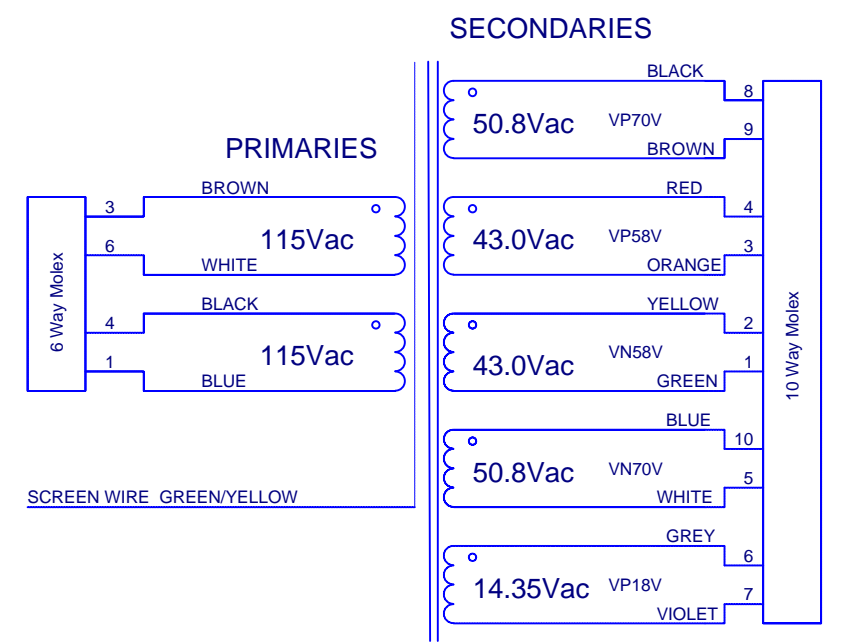 SECONDARIES
PRIMARIES
6 Way Molex
3
BROWN
115Vac
6
WHITE
4
BLACK
115Vac
1
BLUE
SCREEN WIRE GREEN/YELLOW
BLACK
8
50.8Vac VP70V
9
BROWN
RED
4
43.0Vac VP58V
3
ORANGE
YELLOW
2
43.0Vac VN58V
1
GREEN
BLUE
10
50.8Vac VN70V
5
WHITE
GREY
6
14.35Vac VP18V
7
VIOLET
10 Way Molex